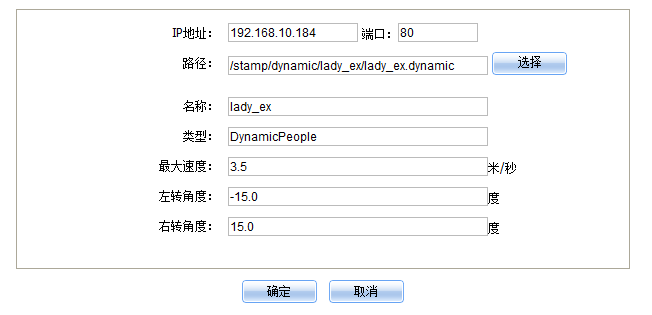 IP地址： 192.168.10.184 端口： 80
路径： /stamp/dynamic/lady_ex/lady_ex.dynamic 选择
名称： lady_ex
类型： DynamicPeople
最大速度： 3.5 米/秒
左转角度： -15.0 度
右转角度： 15.0 度
确定 取消